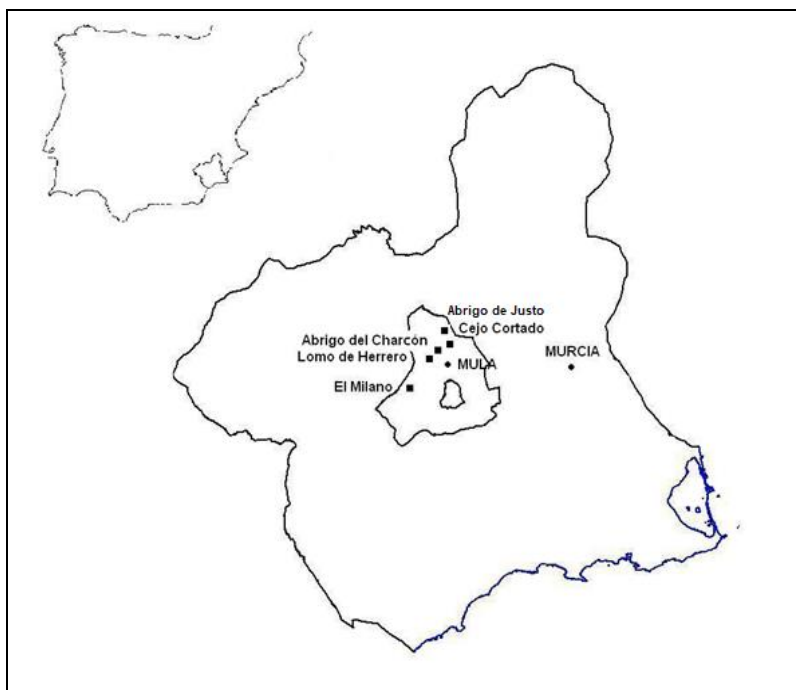 Abrigo de Justo
Cejo Cortado
Abrigo del Charcón
Lomo de Herrero
MULA
MURCIA
El Milano